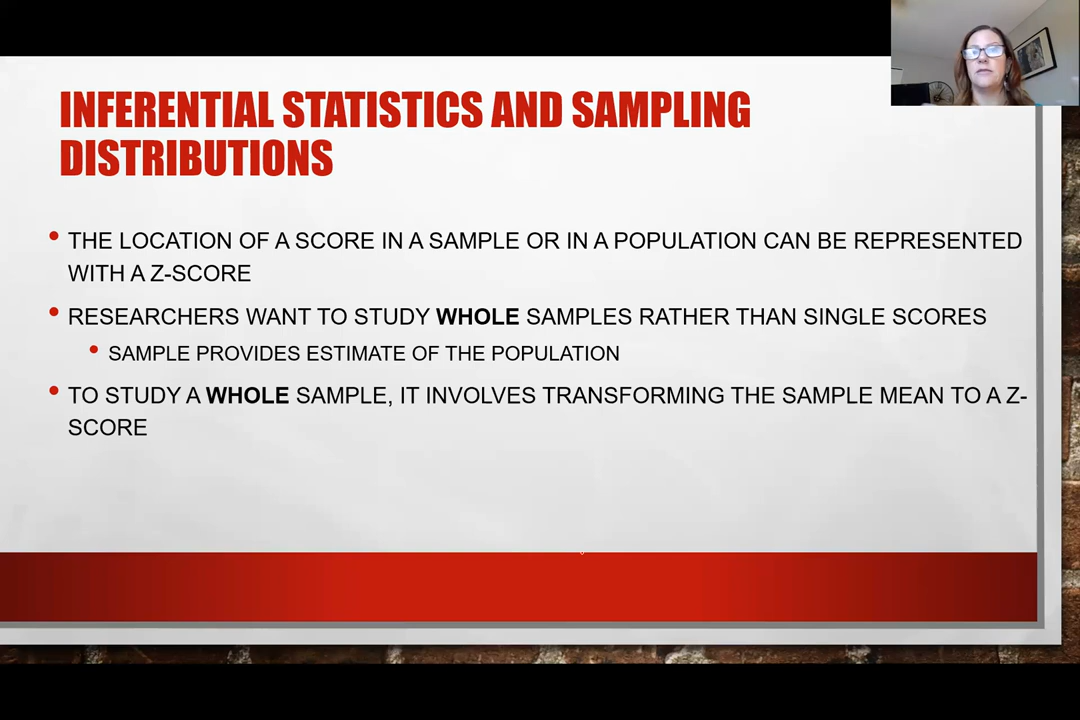 INFERENTIAL STATISTICS AND SAMPLING
DISTRIBUTIONS
• THE LOCATION OF A SCORE IN A SAMPLE OR IN A POPULATION CAN BE REPRESENTED
WITH A Z-SCORE
• RESEARCHERS WANT TO STUDY WHOLE SAMPLES RATHER THAN SINGLE SCORES
• SAMPLE PROVIDES ESTIMATE OF THE POPULATION
• TO STUDY A WHOLE SAMPLE, IT INVOLVES TRANSFORMING THE SAMPLE MEAN TO A Z-
SCORE